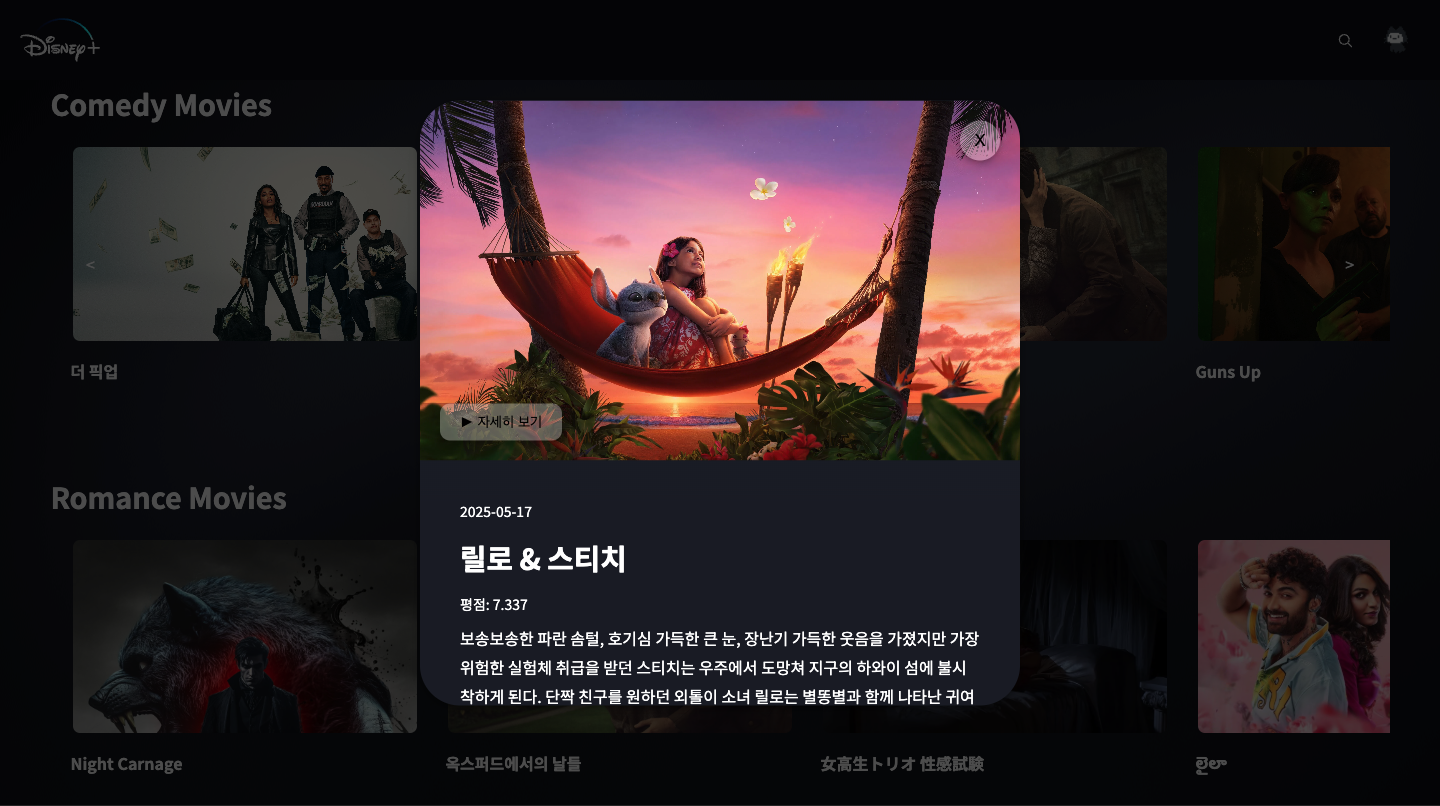 Disney+
Comedy Movies
X
<
>
더 픽업
Guns Up
▶ 자세히 보기
Romance Movies
2025-05-17
릴로 & 스티치
평점: 7.337
보송보송한 파란 솜털, 호기심 가득한 큰 눈, 장난기 가득한 웃음을 가졌지만 가장
위험한 실험체 취급을 받던 스티치는 우주에서 도망쳐 지구의 하와이 섬에 불시
착하게 된다. 단짝 친구를 원하던 외톨이 소녀 릴로는 별똥별과 함께 나타난 귀여
Night Carnage
옥스퍼드에서의 날들
女高生トリオ 性感試験